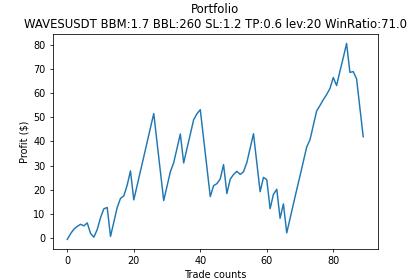 Portfolio
WAVESUSDT BBM:1.7 BBL:260 SL:1.2 TP:0.6 lev:20 WinRatio:71.0
Profit ($)
80
70
60
50
40
30
20
10
0
0 20 40 60 80
Trade counts